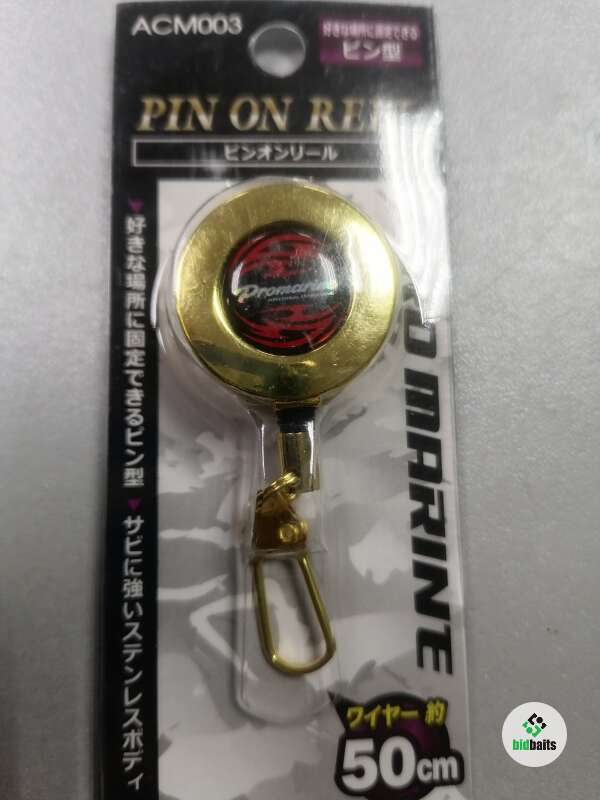 ACM003
好きな場所に固定できる
ピン型
PIN ON REEL
ピンオンリール
▼好きな場所に固定できるピン型
▼サビに強いステンレスボディ
Promarine
PRO MARINE
ワイヤー約
50cm
bidbaits